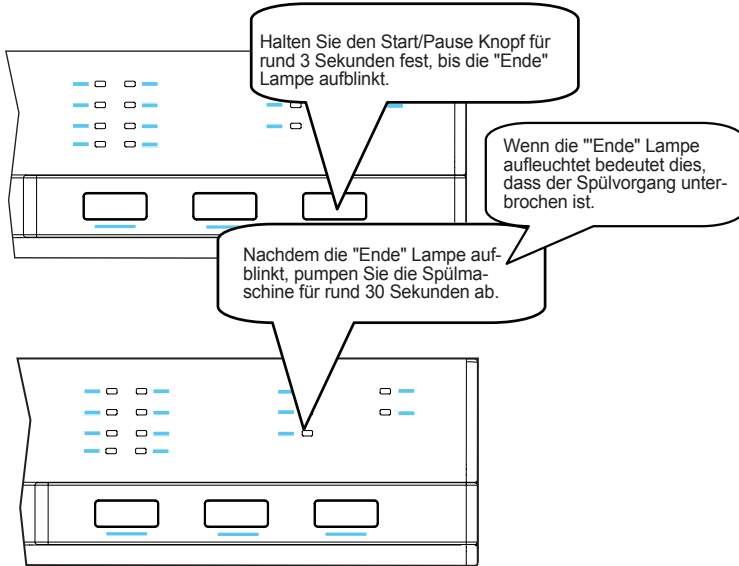 Halten Sie den Start/Pause Knopf für
rund 3 Sekunden fest, bis die "Ende"
Lampe aufblinkt.
Wenn die '"Ende" Lampe
aufleuchtet bedeutet dies,
dass der Spülvorgang unter-
brochen ist.
Nachdem die "Ende" Lampe auf-
blinkt, pumpen Sie die Spülma-
schine für rund 30 Sekunden ab.